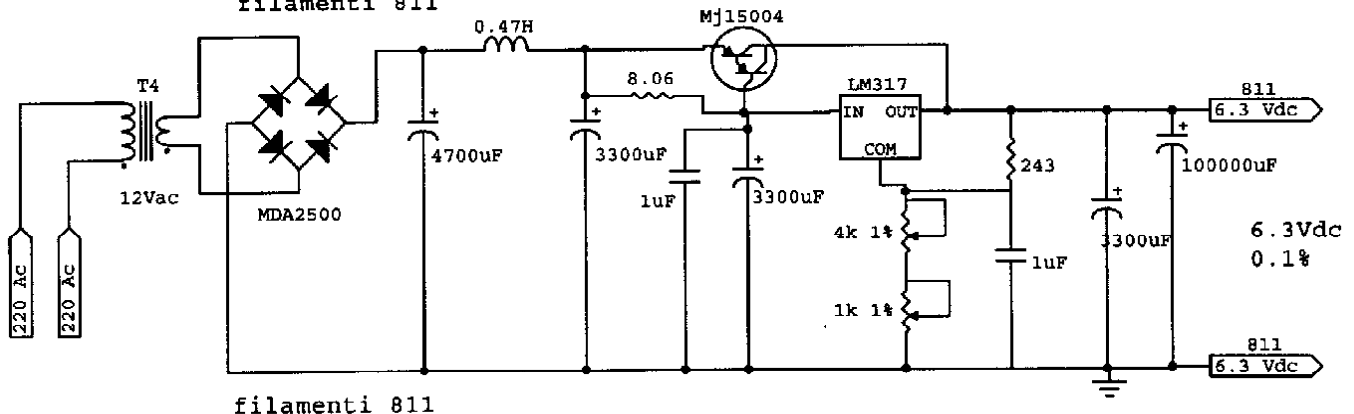 filamenti 811
Mj15004
0.47H
T4
8.06
LM317
811
6.3 Vdc
IN OUT
COM
4700uF
3300uF
243
100000uF
12Vac
MDA2500
1uF
3300uF
4k 1%
3300uF
6.3Vdc
0.1%
1uF
220 Ac
220 Ac
1k 1%
811
6.3 Vdc
filamenti 811